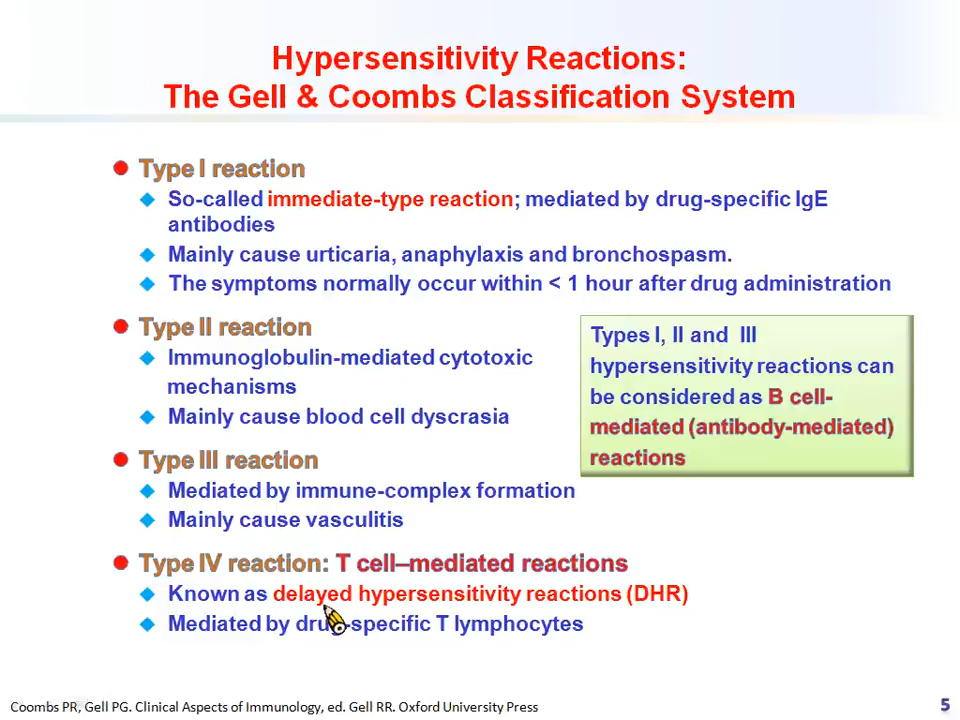 Hypersensitivity Reactions:
The Gell & Coombs Classification System
Type I reaction
So-called immediate-type reaction; mediated by drug-specific IgE
antibodies
Mainly cause urticaria, anaphylaxis and bronchospasm.
The symptoms normally occur within < 1 hour after drug administration
Type II reaction
Immunoglobulin-mediated cytotoxic
mechanisms
Mainly cause blood cell dyscrasia
Types I, II and III
hypersensitivity reactions can
be considered as B cell-
mediated (antibody-mediated)
reactions
Type III reaction
Mediated by immune-complex formation
Mainly cause vasculitis
Type IV reaction: T cell–mediated reactions
Known as delayed hypersensitivity reactions (DHR)
Mediated by drug-specific T lymphocytes
Coombs PR, Gell PG. Clinical Aspects of Immunology, ed. Gell RR. Oxford University Press
5